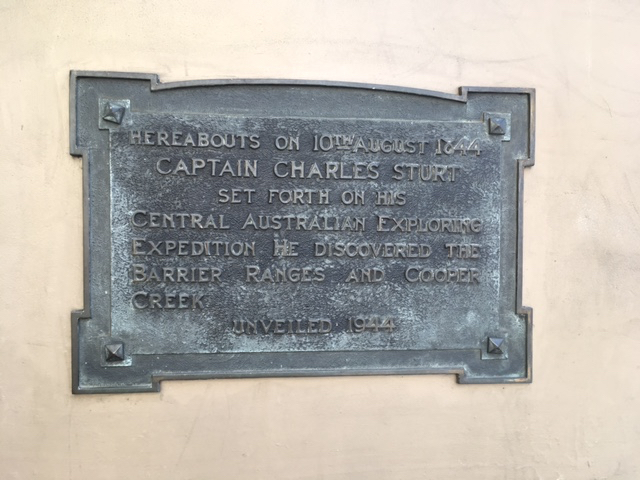 HEREABOUTS ON 10TH AUGUST 1844
CAPTAIN CHARLES STURT
SET FORTH ON HIS
CENTRAL AUSTRALIAN EXPLORING
EXPEDITION HE DISCOVERED THE
BARRIER RANGES AND COOPER
CREEK
UNVEILED 1944